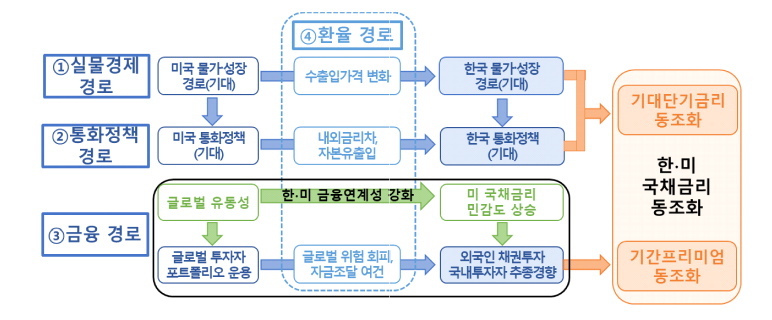 ④환율 경로
①실물경제
경로
미국 물가·성장
경로(기대)
수출입가격 변화
한국 물가·성장
경로(기대)
②통화정책
경로
미국 통화정책
(기대)
내외금리차,
자본유출입
한국 통화정책
(기대)
③금융 경로
글로벌 유동성
한·미 금융연계성 강화
미 국채금리
민감도 상승
글로벌 투자자
포트폴리오 운용
글로벌 위험 회피,
자금조달 여건
외국인 채권투자
국내투자자 추종경향
기대단기금리
동조화
한·미
국채금리
동조화
기간프리미엄
동조화